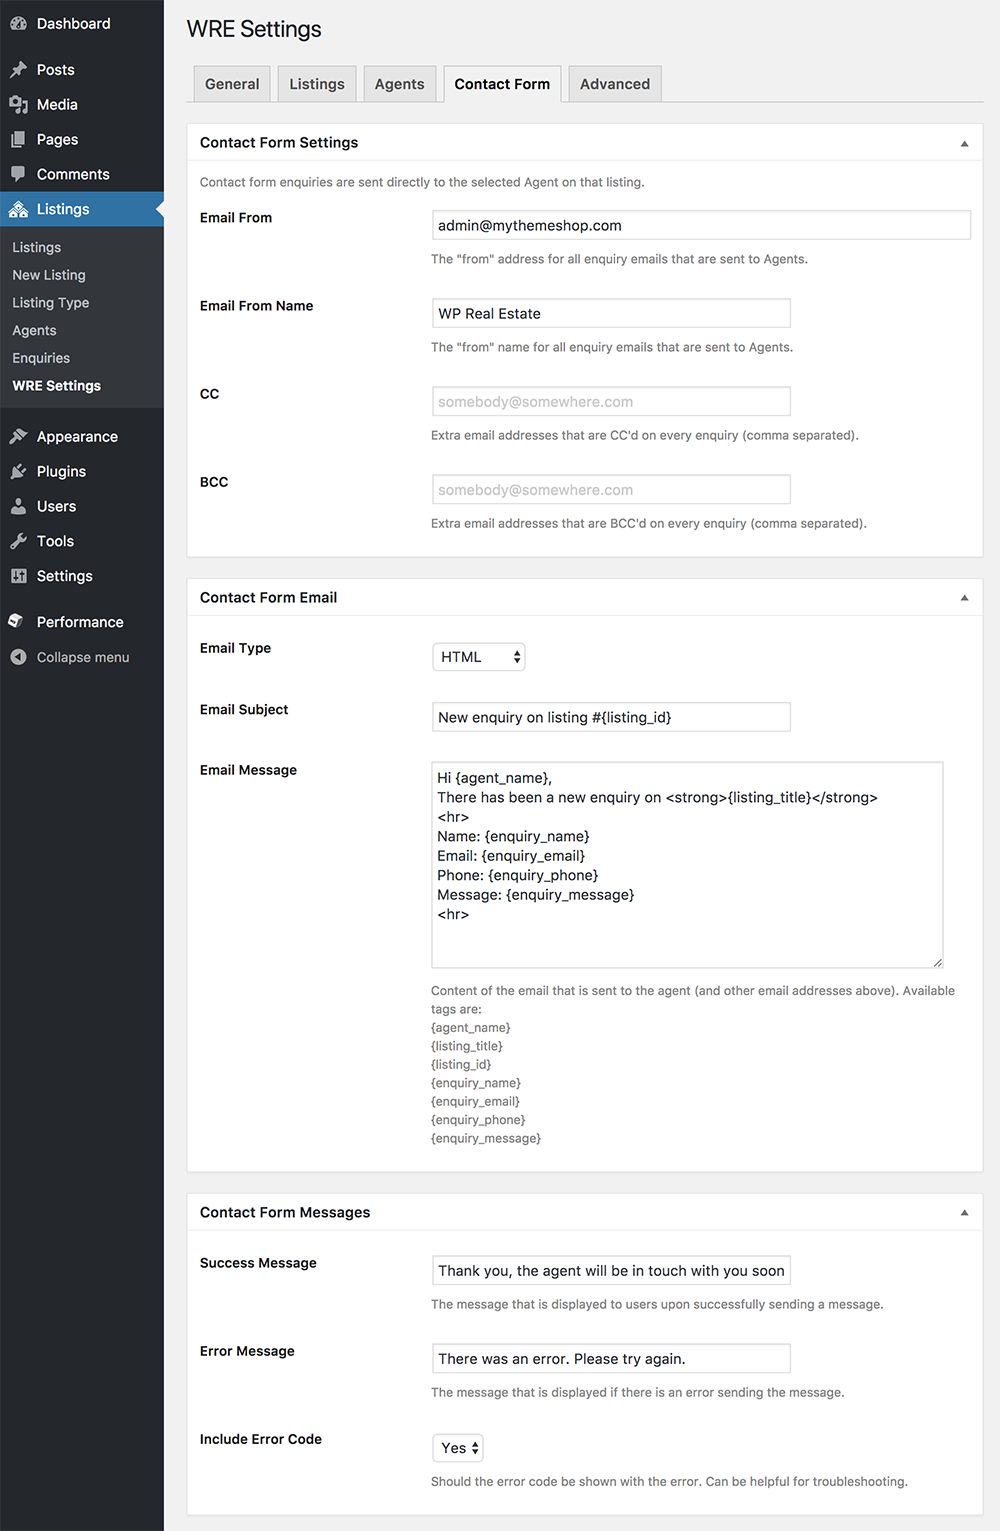 Dashboard
Posts
Media
Pages
Comments
Listings
Listings
New Listing
Listing Type
Agents
Enquiries
WRE Settings
Appearance
Plugins
Users
Tools
Settings
Performance
Collapse menu
WRE Settings
General
Listings
Agents
Contact Form
Advanced
Contact Form Settings
Contact form enquiries are sent directly to the selected Agent on that listing.
Email From
admin@mythemeshop.com
The "from" address for all enquiry emails that are sent to Agents.
Email From Name
WP Real Estate
The "from" name for all enquiry emails that are sent to Agents.
CC
somebody@somewhere.com
Extra email addresses that are CC'd on every enquiry (comma separated).
BCC
somebody@somewhere.com
Extra email addresses that are BCC'd on every enquiry (comma separated).
Contact Form Email
Email Type
HTML
Email Subject
New enquiry on listing #{listing_id}
Email Message
Hi {agent_name},
There has been a new enquiry on <strong>{listing_title}</strong>
<hr>
Name: {enquiry_name}
Email: {enquiry_email}
Phone: {enquiry_phone}
Message: {enquiry_message}
<hr>
Content of the email that is sent to the agent (and other email addresses above). Available
tags are:
{agent_name}
{listing_title}
{listing_id}
{enquiry_name}
{enquiry_email}
{enquiry_phone}
{enquiry_message}
Contact Form Messages
Success Message
Thank you, the agent will be in touch with you soon
The message that is displayed to users upon successfully sending a message.
Error Message
There was an error. Please try again.
The message that is displayed if there is an error sending the message.
Include Error Code
Yes
Should the error code be shown with the error. Can be helpful for troubleshooting.